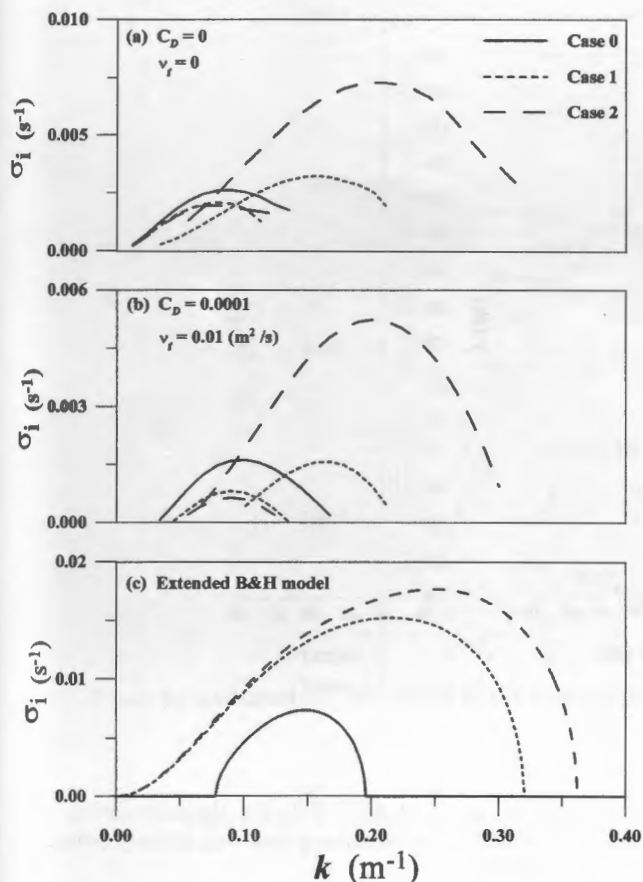 0.010
(a) C_D = 0
ν_t = 0
Case 0
Case 1
Case 2
0.005
0.000
σ_i (s⁻¹)
0.006
(b) C_D = 0.0001
ν_t = 0.01 (m² /s)
0.003
0.000
σ_i (s⁻¹)
0.02
(c) Extended B&H model
0.01
0.00
σ_i (s⁻¹)
0.00
0.10
0.20
0.30
0.40
k (m⁻¹)